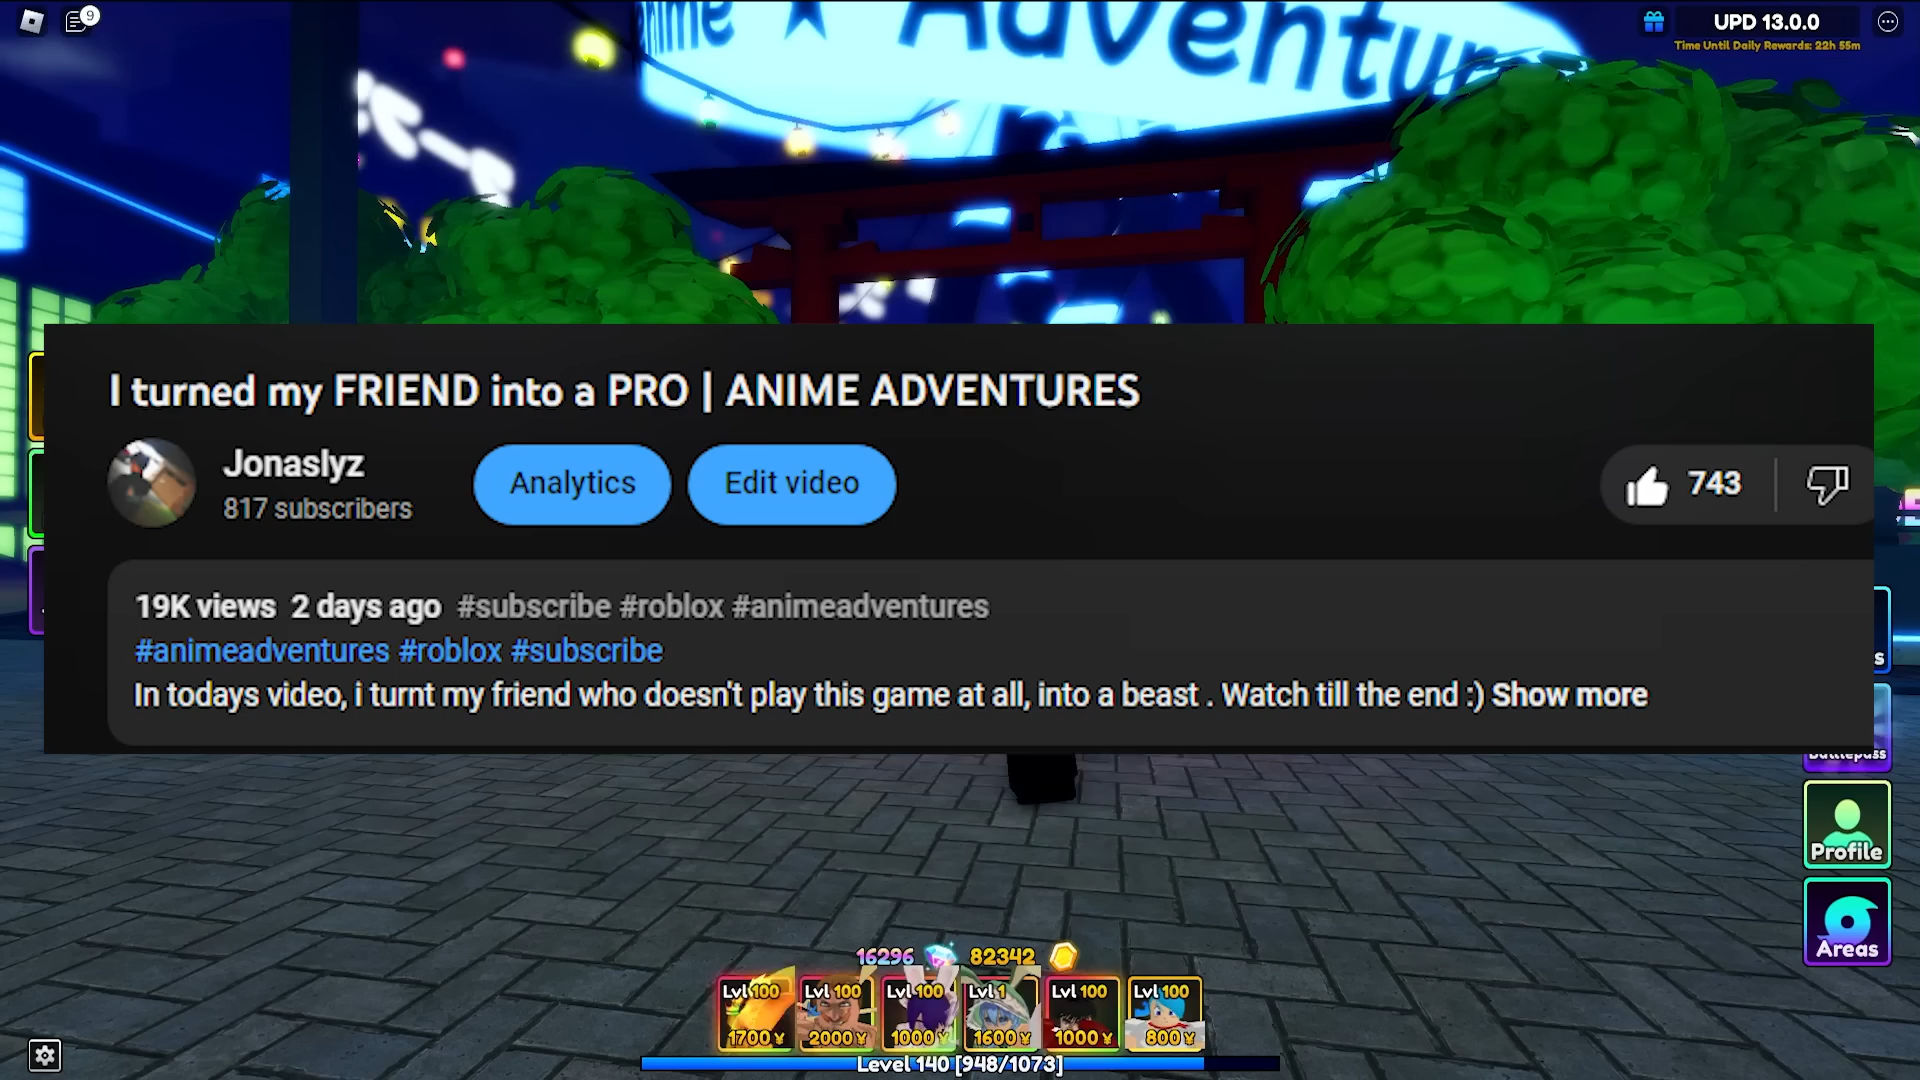 9
UPD 13.0.0
Time Until Daily Rewards: 22h 55m
Anime Adventures
I turned my FRIEND into a PRO | ANIME ADVENTURES
Jonaslyz
817 subscribers
Analytics
Edit video
743
19K views 2 days ago #subscribe #roblox #animeadventures
#animeadventures #roblox #subscribe
In todays video, i turnt my friend who doesn't play this game at all, into a beast . Watch till the end :) Show more
s
Battlepass
Profile
Areas
16296 82342
Lvl 100 Lvl 100 Lvl 100 Lvl 1 Lvl 100 Lvl 100
1700 ¥ 2000 ¥ 1000 ¥ 1600 ¥ 1000 ¥ 800 ¥
Level 140 [948/1073]